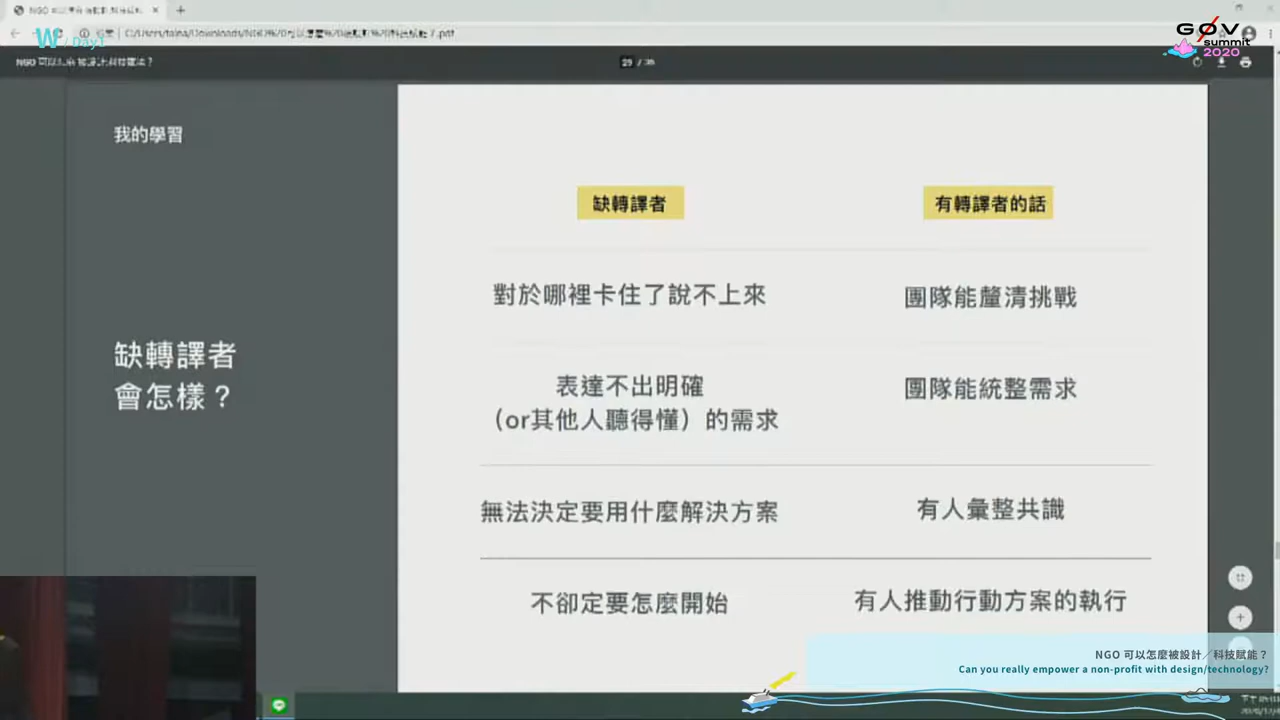 W / Day1
GØV
summit
2020
29 / 36
我的學習
缺轉譯者
會怎樣？
缺轉譯者
有轉譯者的話
對於哪裡卡住了說不上來
團隊能釐清挑戰
表達不出明確
（or其他人聽得懂）的需求
團隊能統整需求
無法決定要用什麼解決方案
有人彙整共識
不卻定要怎麼開始
有人推動行動方案的執行
NGO 可以怎麼被設計／科技賦能？
Can you really empower a non-profit with design/technology?